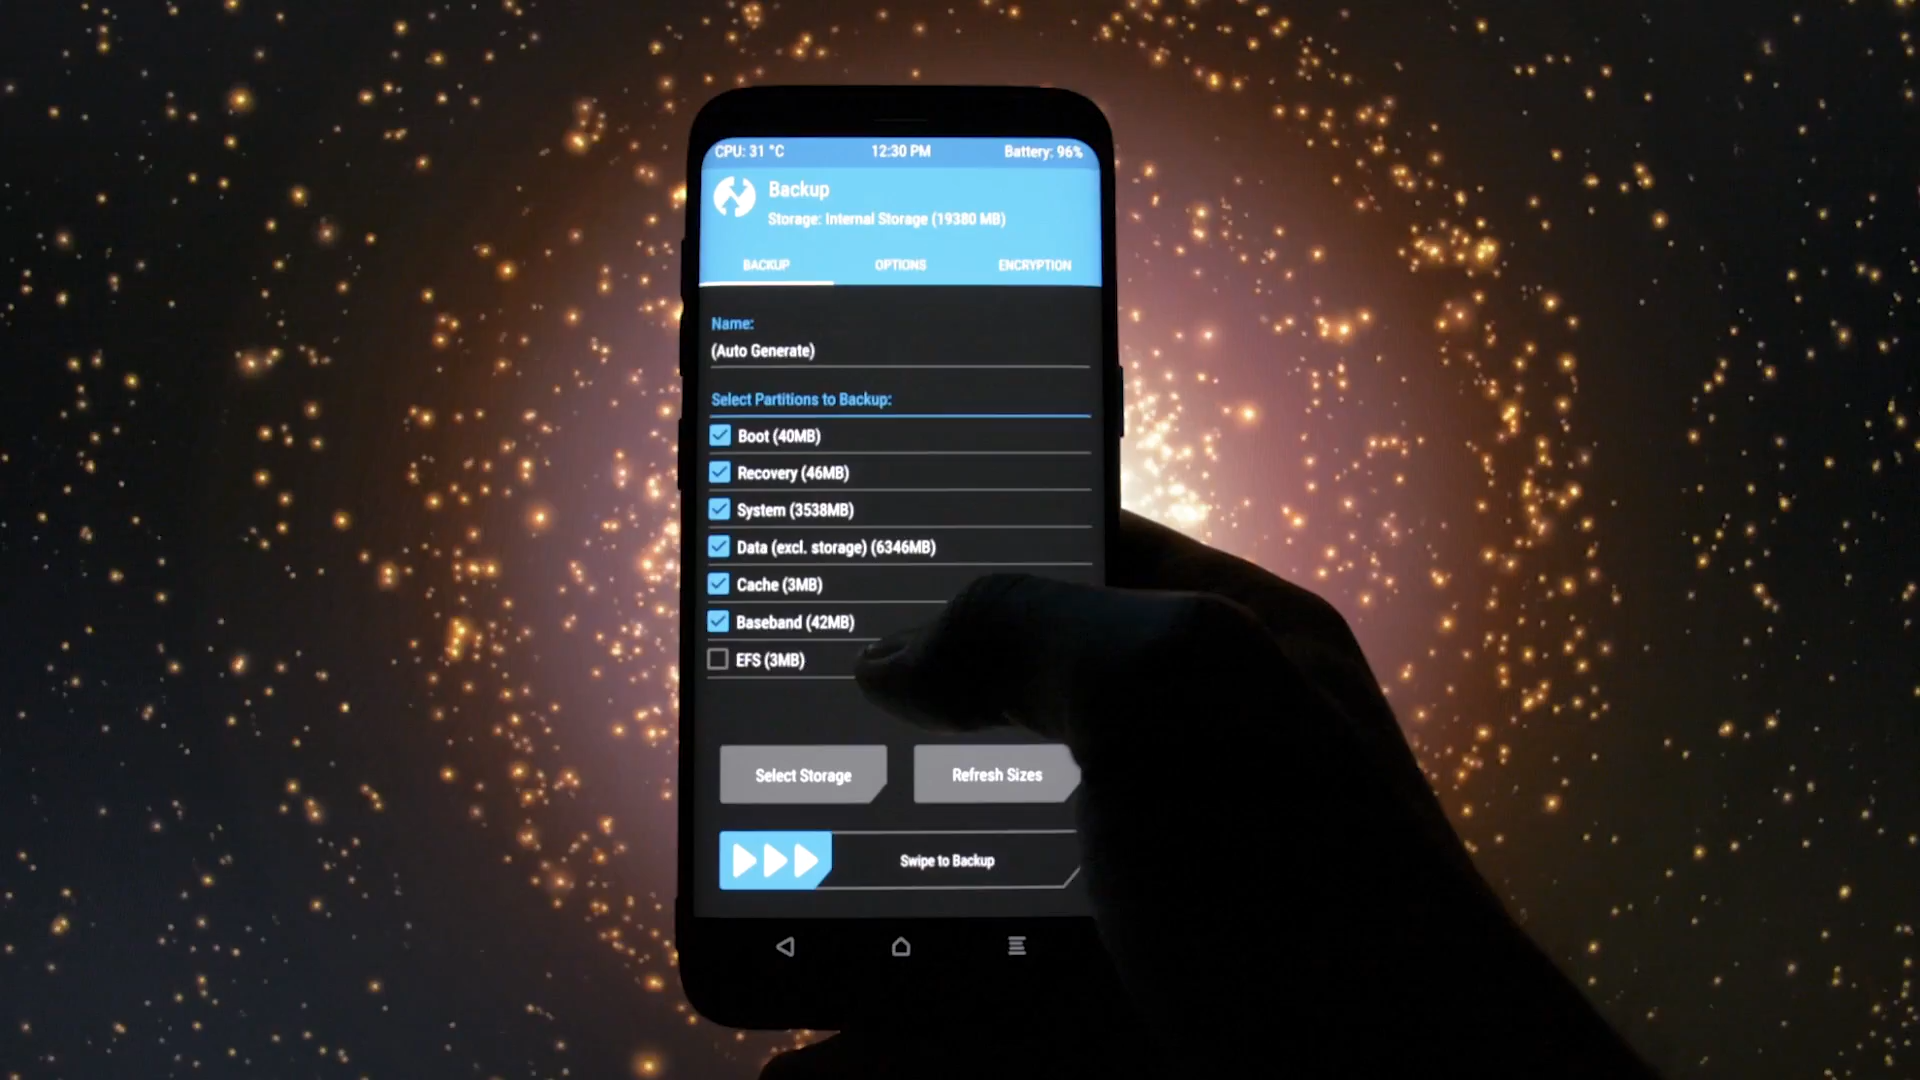 CPU: 31 °C 12:30 PM Battery: 96%
Backup
Storage: Internal Storage (19380 MB)
BACKUP OPTIONS ENCRYPTION
Name:
(Auto Generate)
Select Partitions to Backup:
Boot (40MB)
Recovery (46MB)
System (3538MB)
Data (excl. storage) (6346MB)
Cache (3MB)
Baseband (42MB)
EFS (3MB)
Select Storage Refresh Sizes
Swipe to Backup